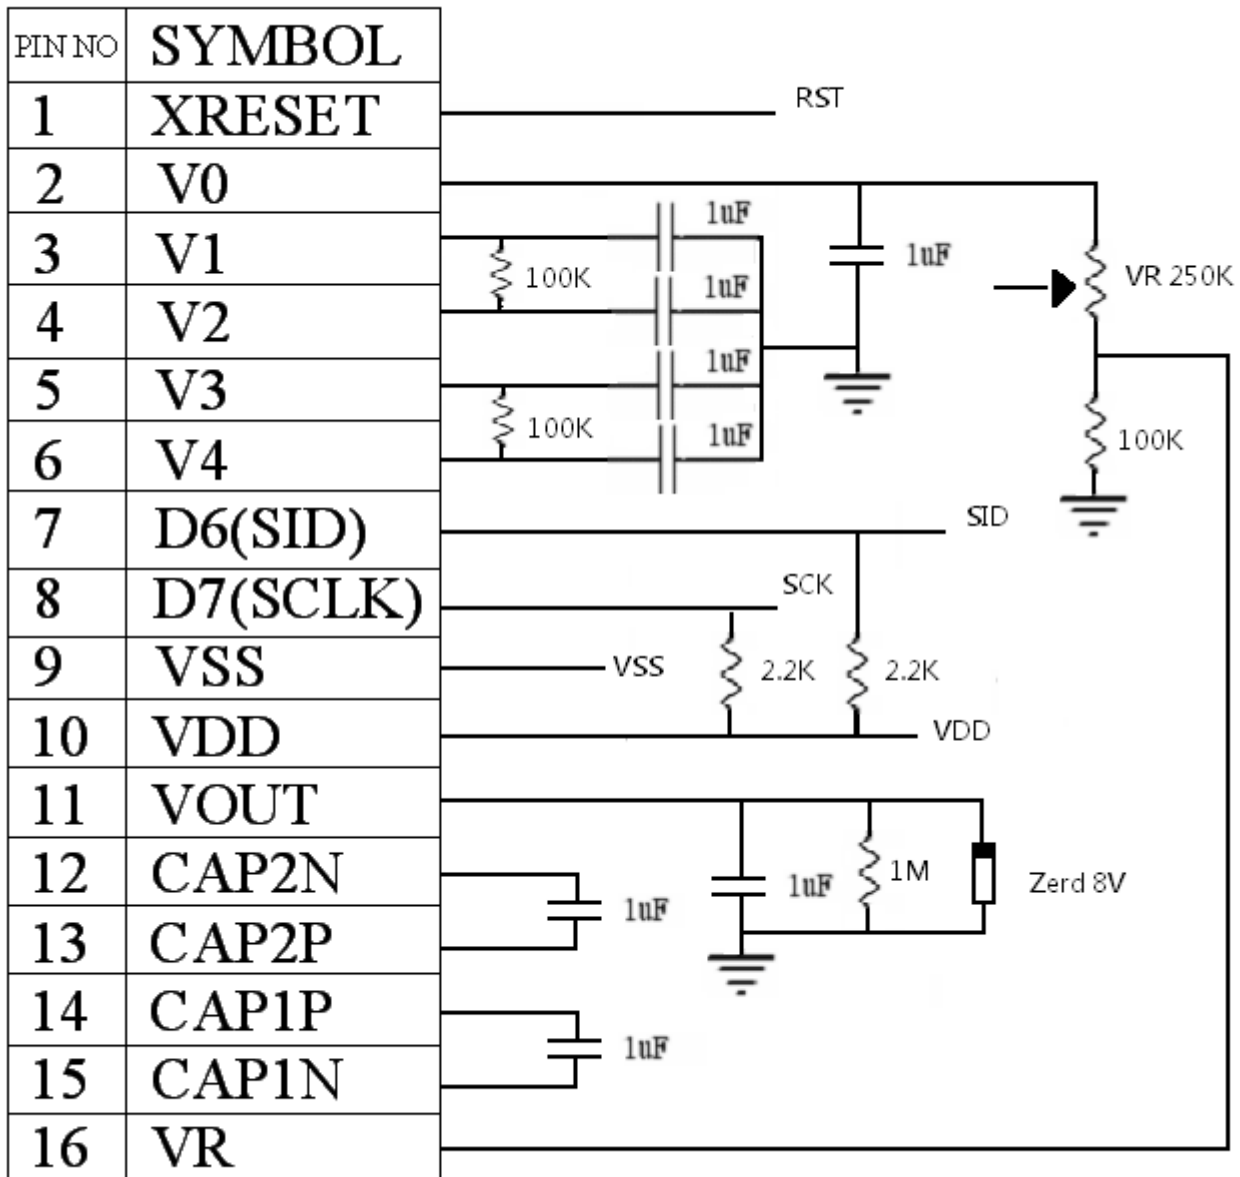 PIN NO SYMBOL
1 XRESET RST
2 V0
1uF
3 V1 1uF
100K VR 250K
1uF
4 V2
1uF
5 V3
100K 1uF 100K
6 V4
7 D6(SID) SID
8 D7(SCLK) SCK
9 VSS VSS 2.2K 2.2K
10 VDD VDD
11 VOUT
12 CAP2N 1uF 1M Zerd 8V
1uF
13 CAP2P
14 CAP1P
1uF
15 CAP1N
16 VR